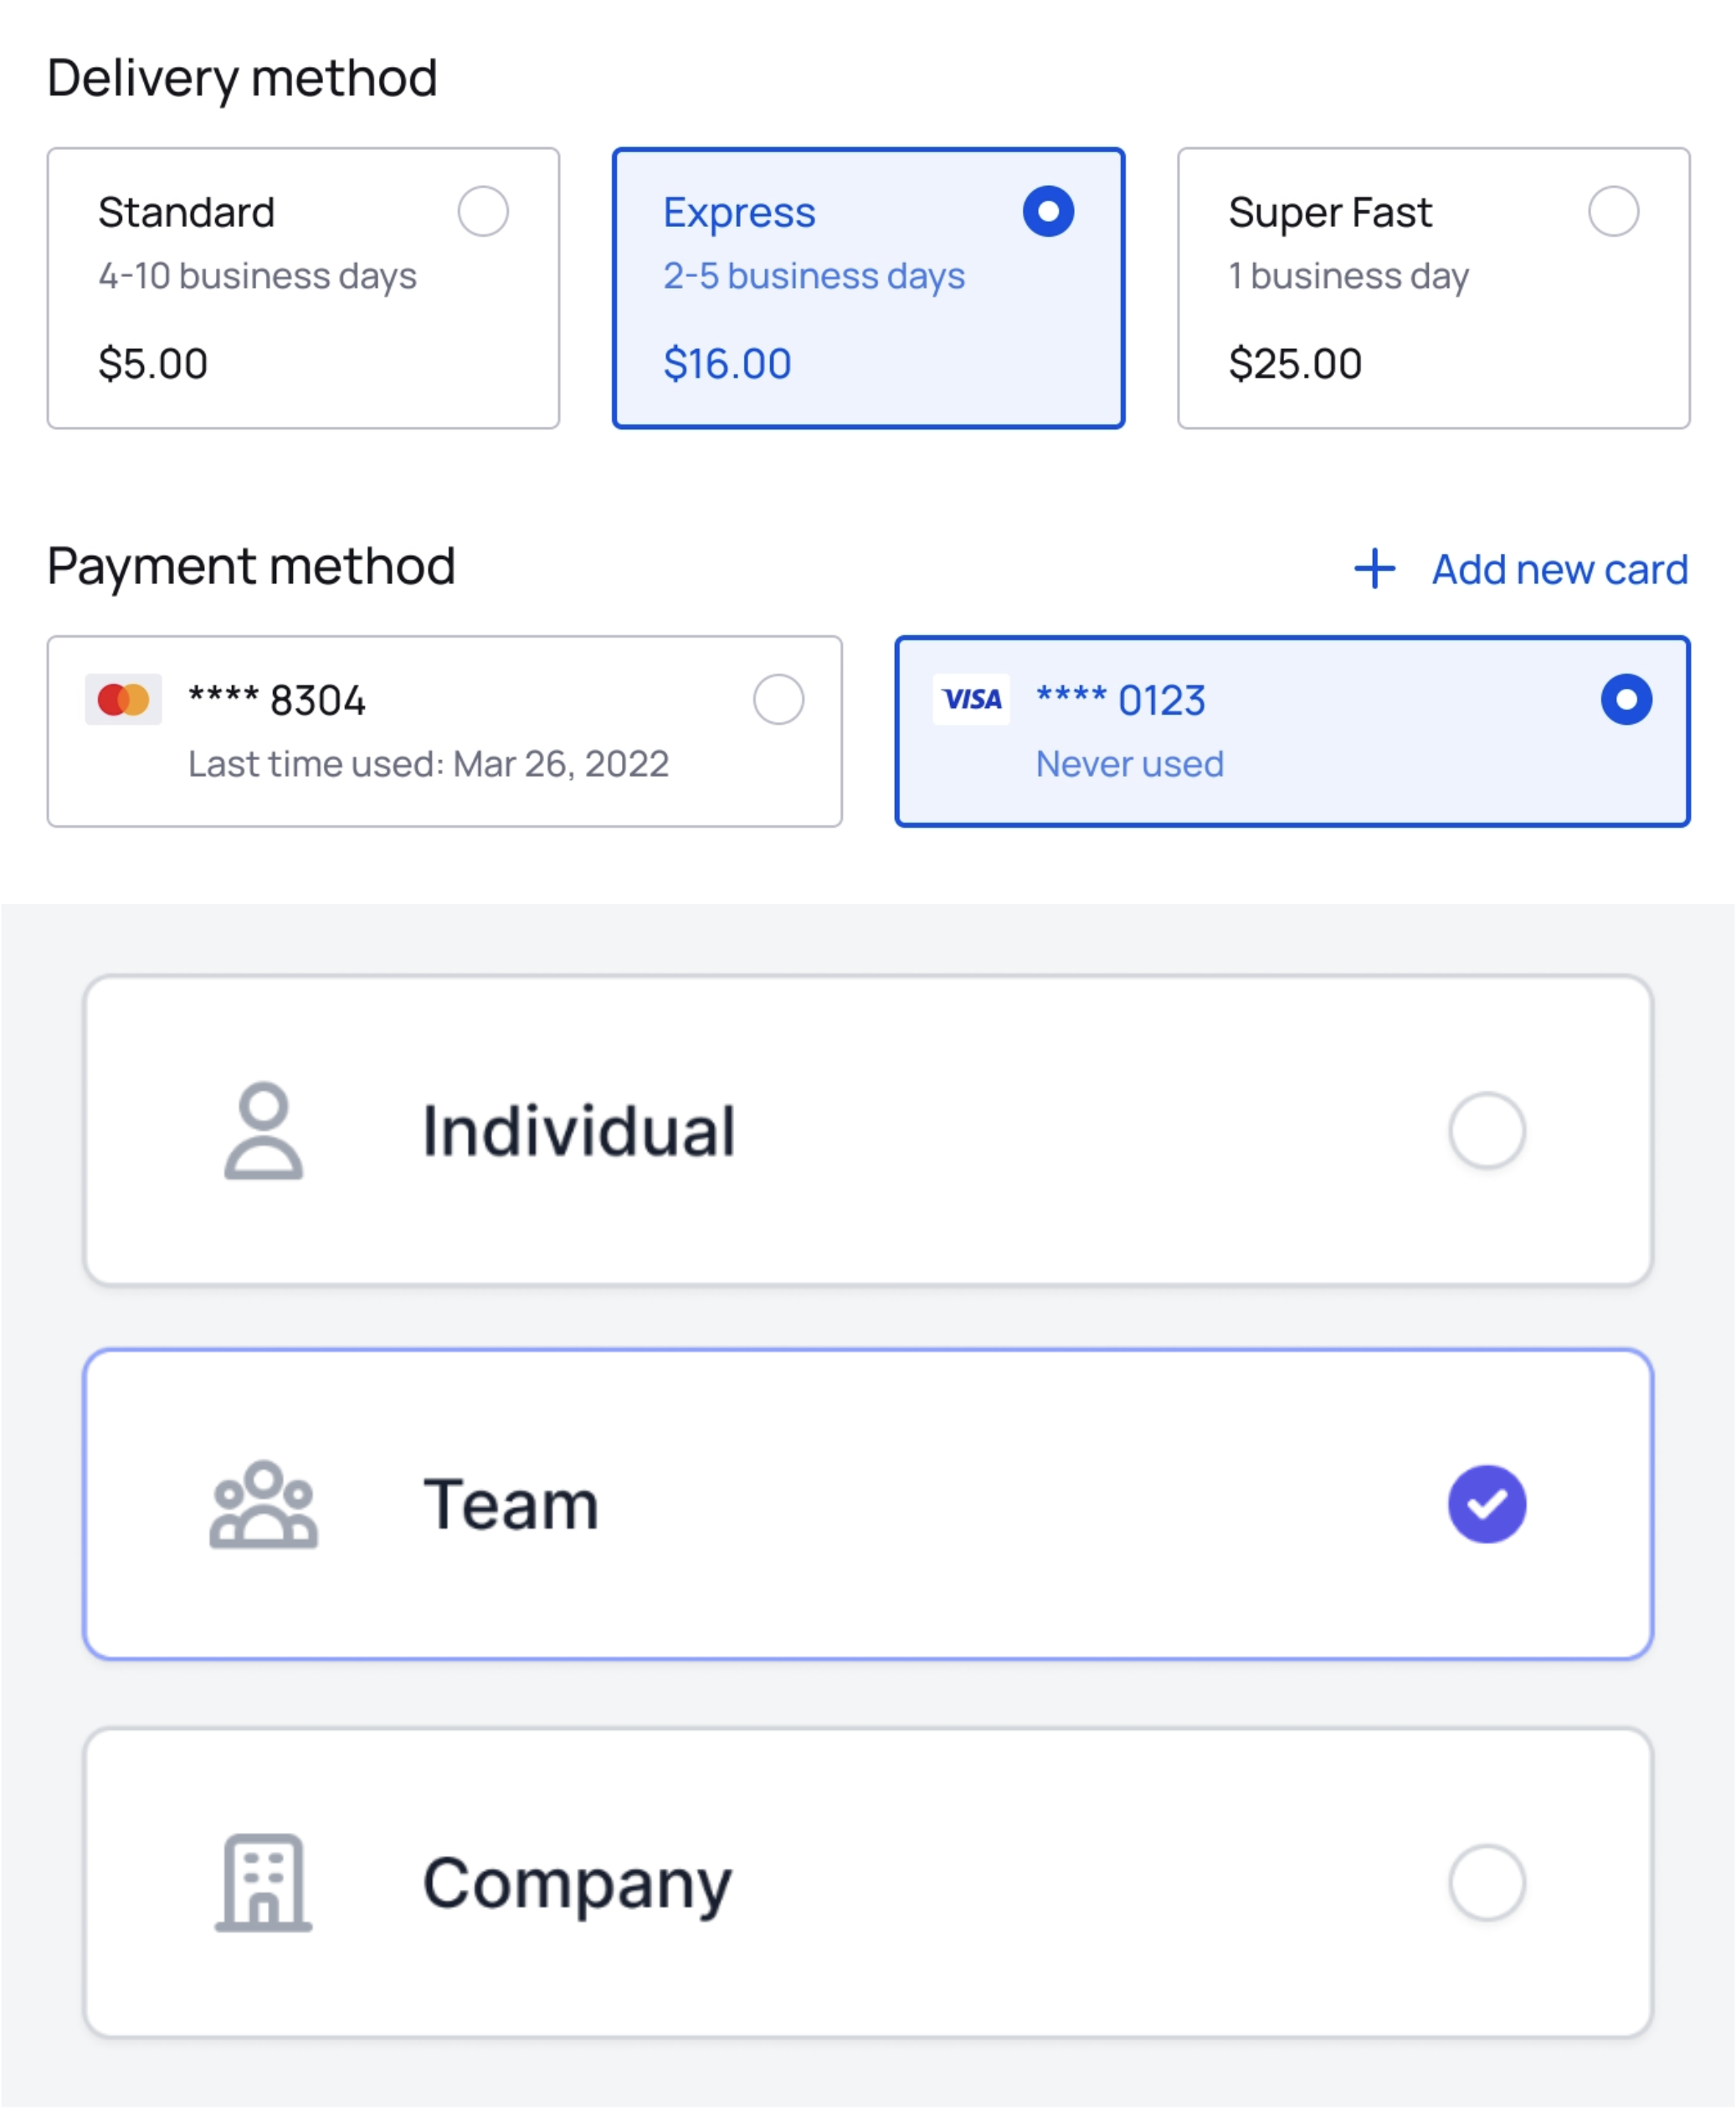 Delivery method
Standard
4-10 business days
$5.00
Express
2-5 business days
$16.00
Super Fast
1 business day
$25.00
Payment method
Add new card
**** 8304
Last time used: Mar 26, 2022
VISA
**** 0123
Never used
Individual
Team
Company